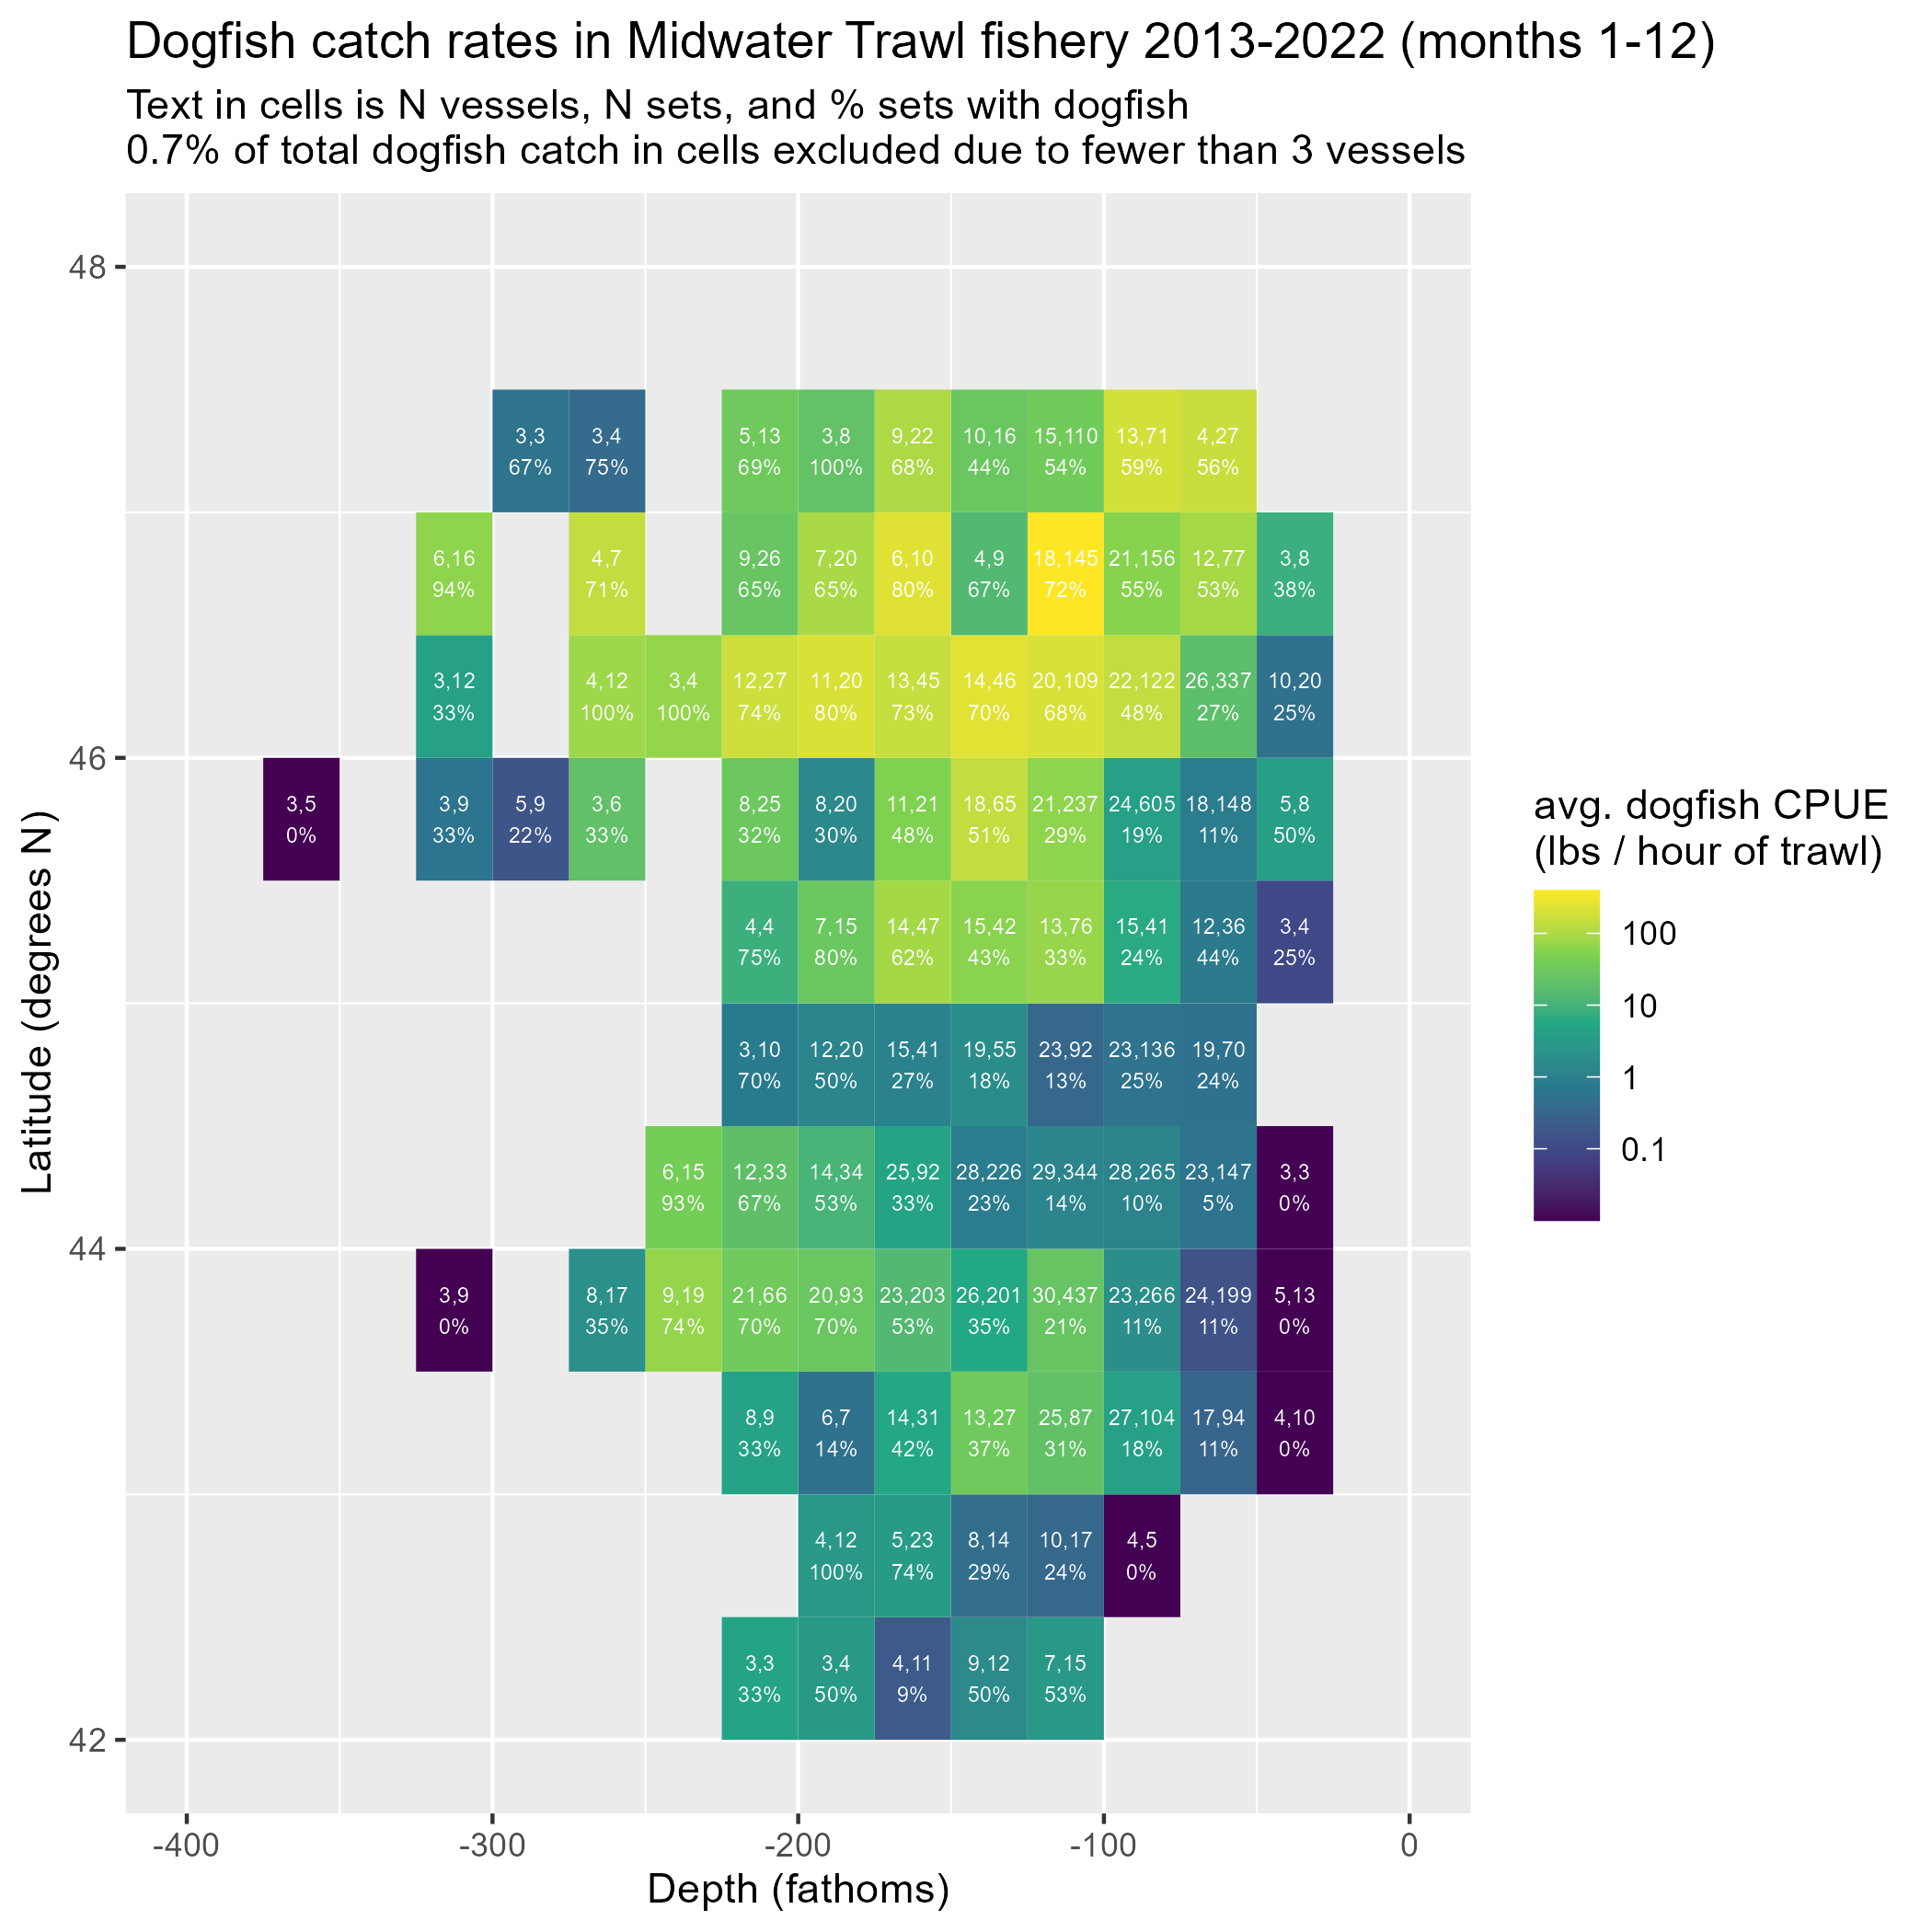 Dogfish catch rates in Midwater Trawl fishery 2013-2022 (months 1-12)
Text in cells is N vessels, N sets, and % sets with dogfish
0.7% of total dogfish catch in cells excluded due to fewer than 3 vessels
48
3,3 3,4 5,13 3,8 9,22 10,16 15,110 13,71 4,27
67% 75% 69% 100% 68% 44% 54% 59% 56%
6,16 4,7 9,26 7,20 6,10 4,9 18,145 21,156 12,77 3,8
94% 71% 65% 65% 80% 67% 72% 55% 53% 38%
3,12 4,12 3,4 12,27 11,20 13,45 14,46 20,109 22,122 26,337 10,20
33% 100% 100% 74% 80% 73% 70% 68% 48% 27% 25%
46
3,5 3,9 5,9 3,6 8,25 8,20 11,21 18,65 21,237 24,605 18,148 5,8
0% 33% 22% 33% 32% 30% 48% 51% 29% 19% 11% 50%
4,4 7,15 14,47 15,42 13,76 15,41 12,36 3,4
75% 80% 62% 43% 33% 24% 44% 25%
3,10 12,20 15,41 19,55 23,92 23,136 19,70
70% 50% 27% 18% 13% 25% 24%
6,15 12,33 14,34 25,92 28,226 29,344 28,265 23,147 3,3
93% 67% 53% 33% 23% 14% 10% 5% 0%
44
3,9 8,17 9,19 21,66 20,93 23,203 26,201 30,437 23,266 24,199 5,13
0% 35% 74% 70% 70% 53% 35% 21% 11% 11% 0%
8,9 6,7 14,31 13,27 25,87 27,104 17,94 4,10
33% 14% 42% 37% 31% 18% 11% 0%
4,12 5,23 8,14 10,17 4,5
100% 74% 29% 24% 0%
3,3 3,4 4,11 9,12 7,15
33% 50% 9% 50% 53%
42
-400 -300 -200 -100 0
Depth (fathoms)
Latitude (degrees N)
avg. dogfish CPUE
(lbs / hour of trawl)
100
10
1
0.1